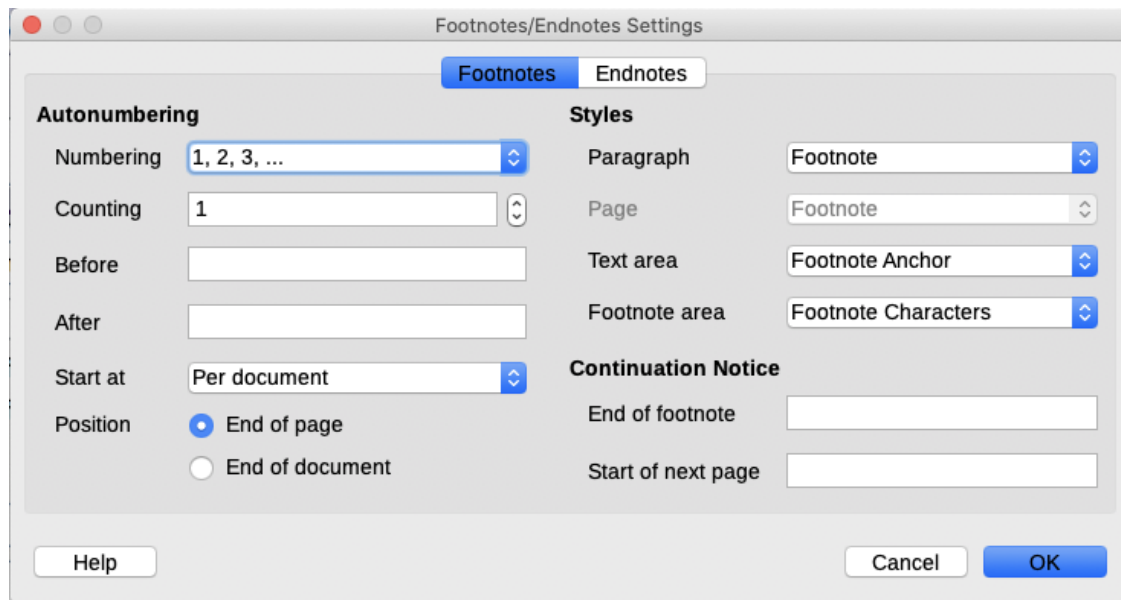 Footnotes/Endnotes Settings
Footnotes Endnotes
Autonumbering
Numbering 1, 2, 3, ...
Counting 1
Before
After
Start at Per document
Position End of page
End of document
Styles
Paragraph Footnote
Page Footnote
Text area Footnote Anchor
Footnote area Footnote Characters
Continuation Notice
End of footnote
Start of next page
Help Cancel OK